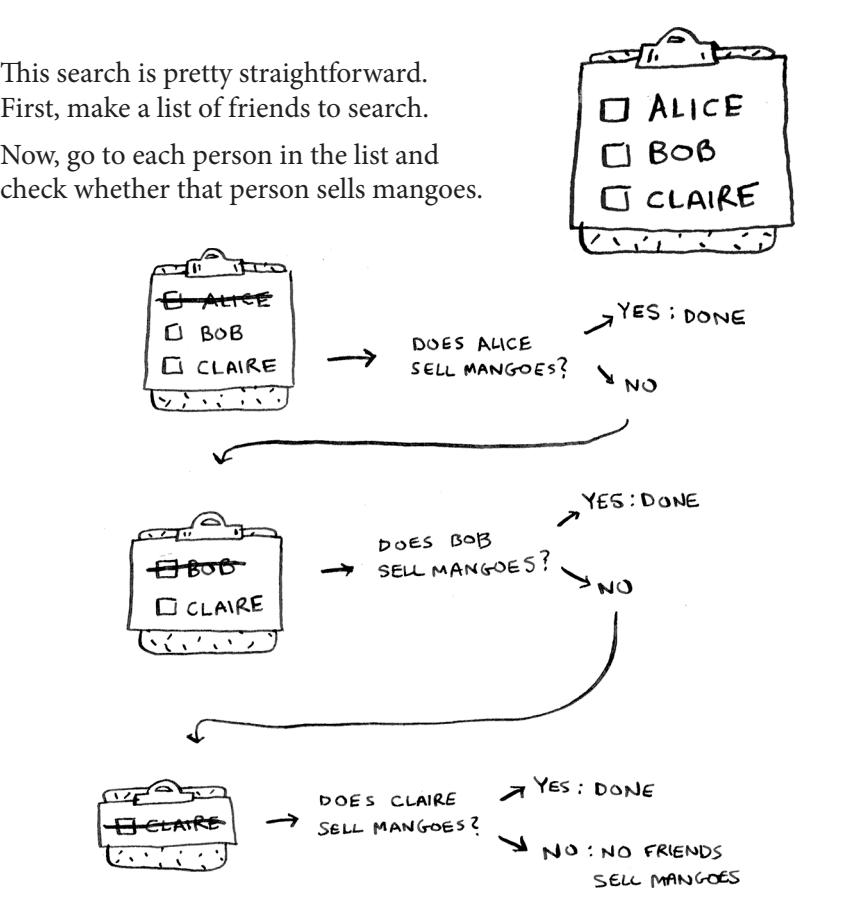 This search is pretty straightforward.
First, make a list of friends to search.
Now, go to each person in the list and
check whether that person sells mangoes.
ALICE
BOB
CLAIRE
ALICE
BOB
CLAIRE
DOES ALICE
SELL MANGOES?
YES : DONE
NO
BOB
CLAIRE
DOES BOB
SELL MANGOES?
YES : DONE
NO
CLAIRE
DOES CLAIRE
SELL MANGOES?
YES : DONE
NO : NO FRIENDS
SELL MANGOES